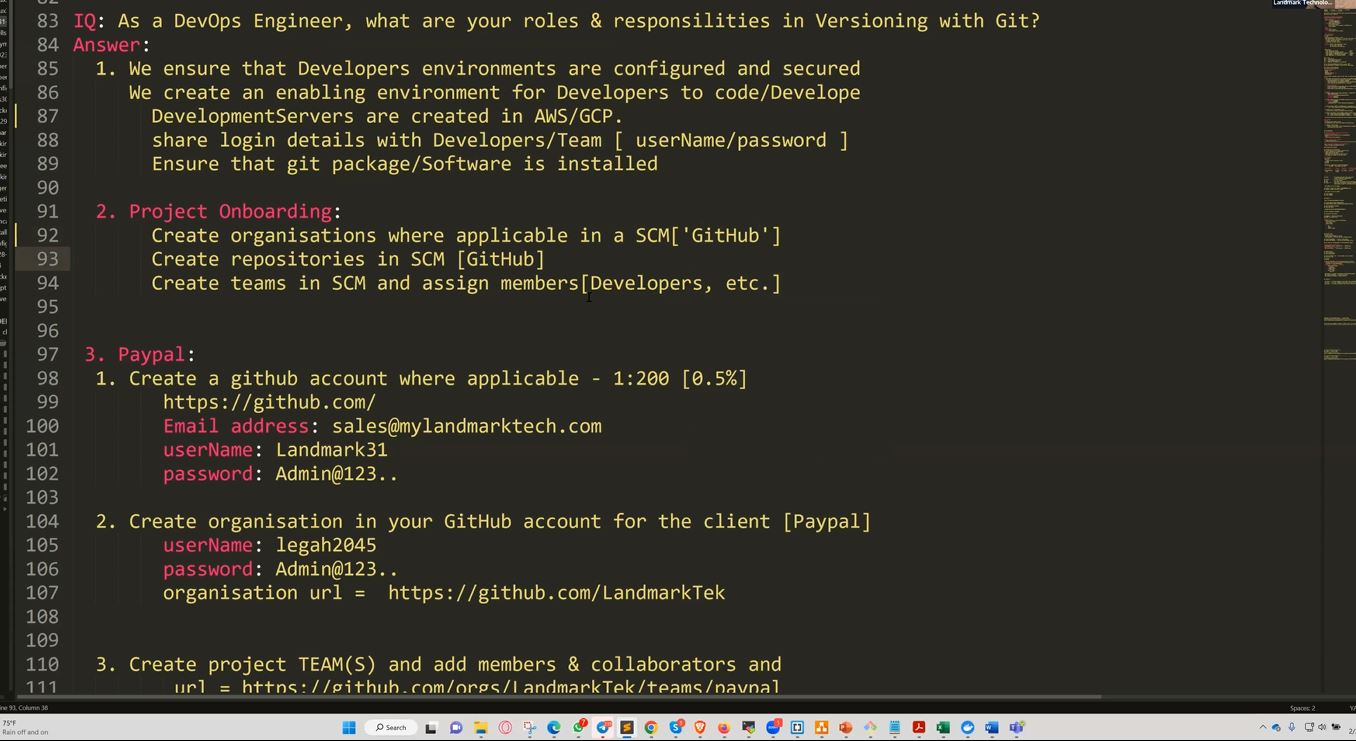 Landmark Technolo...
83 IQ: As a DevOps Engineer, what are your roles & responsilities in Versioning with Git?
84 Answer:
85 1. We ensure that Developers environments are configured and secured
86 We create an enabling environment for Developers to code/Develope
87 DevelopmentServers are created in AWS/GCP.
88 share login details with Developers/Team [ userName/password ]
89 Ensure that git package/Software is installed
90
91 2. Project Onboarding:
92 Create organisations where applicable in a SCM['GitHub']
93 Create repositories in SCM [GitHub]
94 Create teams in SCM and assign members[Developers, etc.]
95
96
97 3. Paypal:
98 1. Create a github account where applicable - 1:200 [0.5%]
99 https://github.com/
100 Email address: sales@mylandmarktech.com
101 userName: Landmark31
102 password: Admin@123..
103
104 2. Create organisation in your GitHub account for the client [Paypal]
105 userName: legah2045
106 password: Admin@123..
107 organisation url = https://github.com/LandmarkTek
108
109
110 3. Create project TEAM(S) and add members & collaborators and
111 url = https://github.com/orgs/LandmarkTek/teams/paypal
ine 93, Column 38
Spaces: 2
75°F
Rain off and on
Search